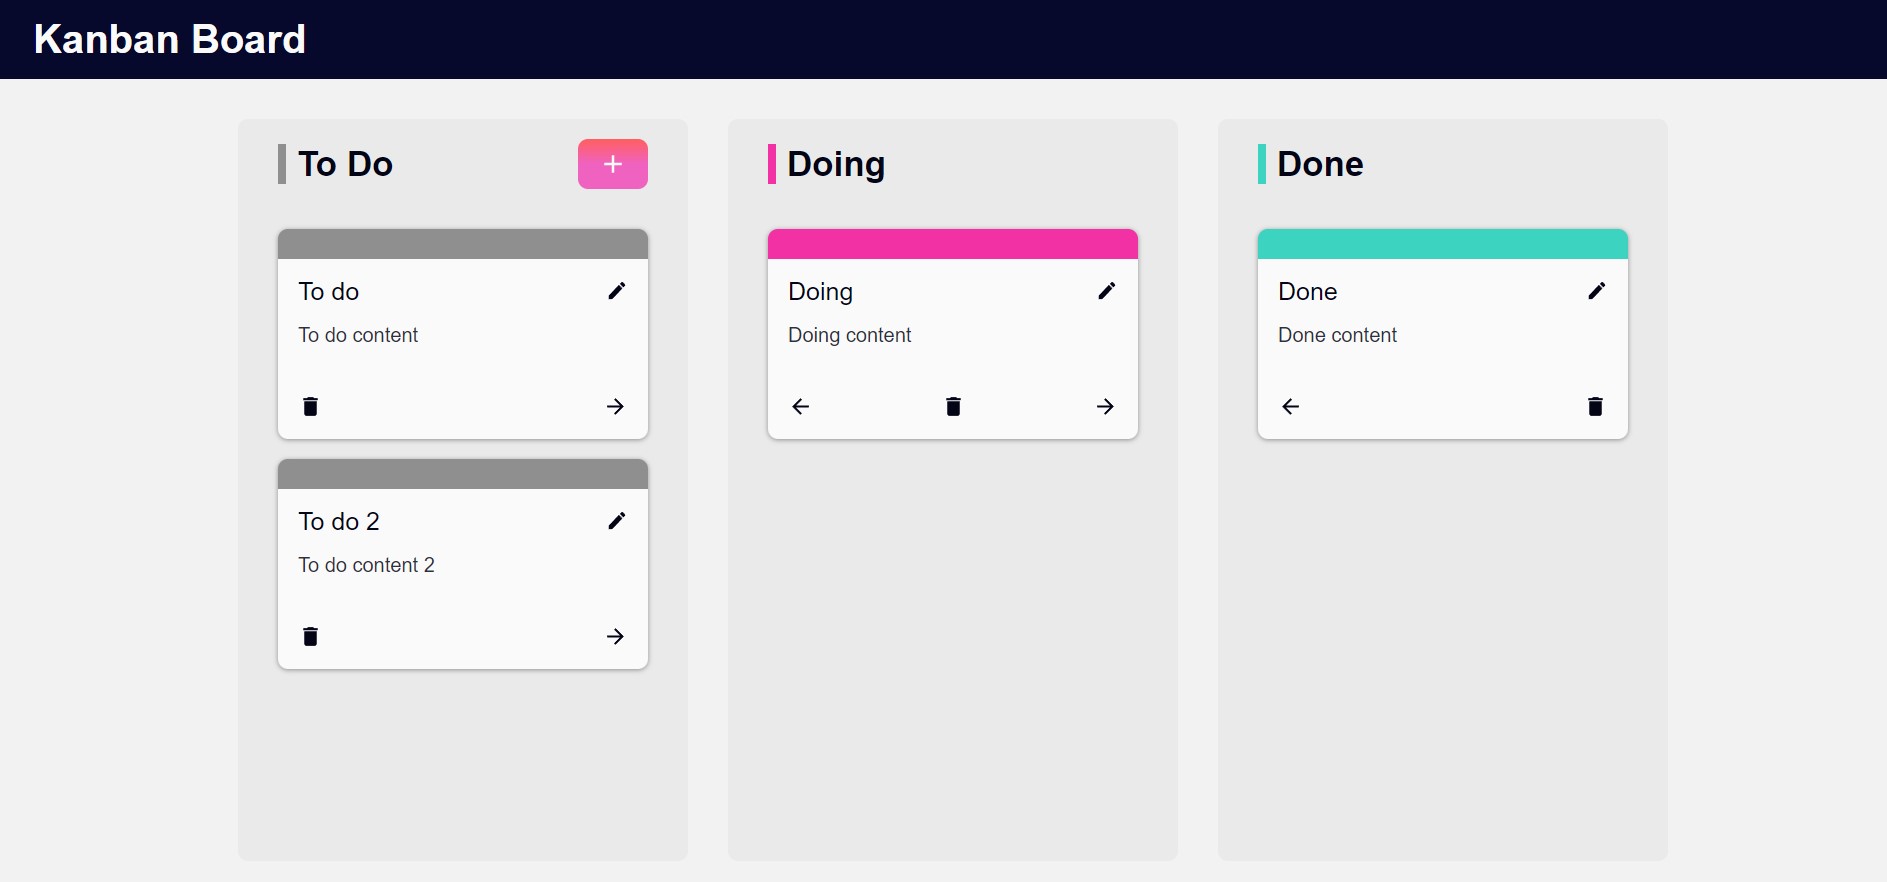 Kanban Board
To Do
To do
To do content
To do 2
To do content 2
Doing
Doing
Doing content
Done
Done
Done content